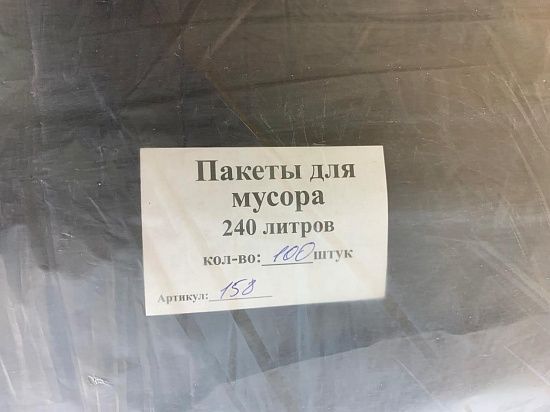 Пакеты для
мусора
240 литров
кол-во: 100 штук
Артикул: 158